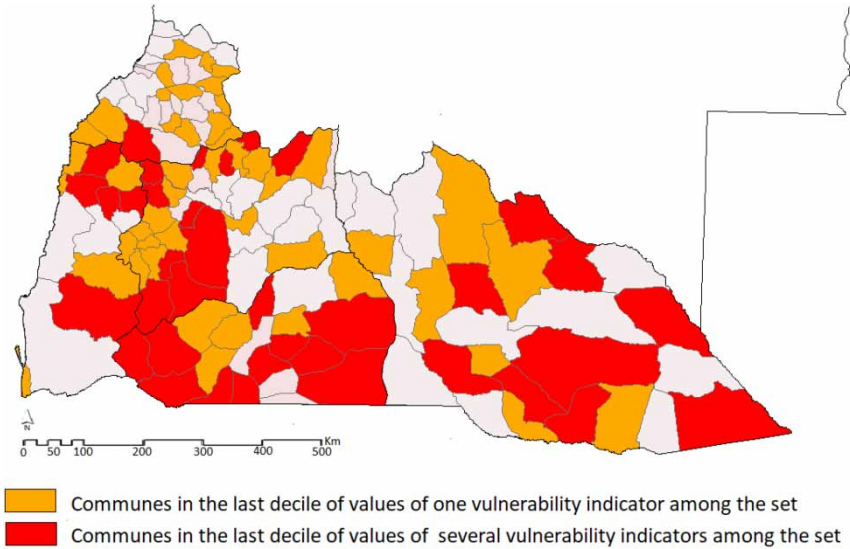 N
Km
0 50 100 200 300 400 500
Communes in the last decile of values of one vulnerability indicator among the set
Communes in the last decile of values of several vulnerability indicators among the set